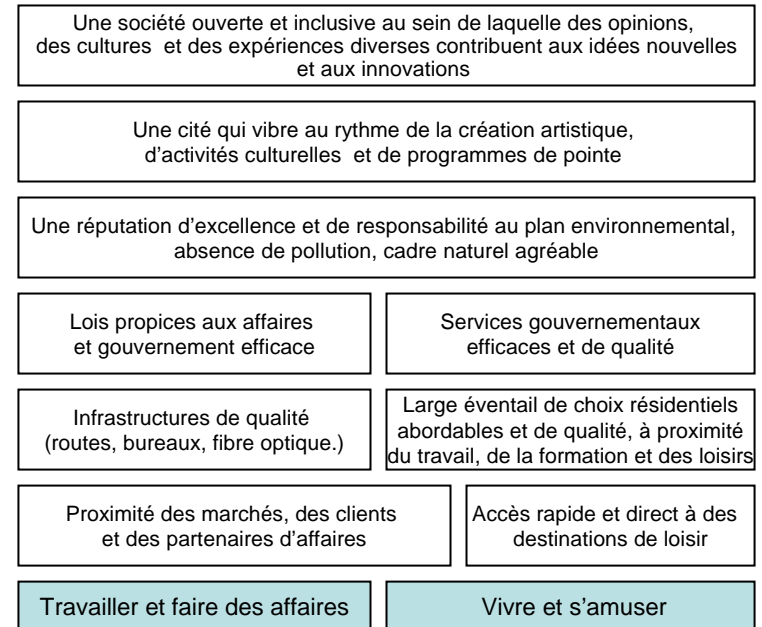 Une société ouverte et inclusive au sein de laquelle des opinions,
des cultures et des expériences diverses contribuent aux idées nouvelles
et aux innovations
Une cité qui vibre au rythme de la création artistique,
d’activités culturelles et de programmes de pointe
Une réputation d’excellence et de responsabilité au plan environnemental,
absence de pollution, cadre naturel agréable
Lois propices aux affaires
et gouvernement efficace
Services gouvernementaux
efficaces et de qualité
Infrastructures de qualité
(routes, bureaux, fibre optique.)
Large éventail de choix résidentiels
abordables et de qualité, à proximité
du travail, de la formation et des loisirs
Proximité des marchés, des clients
et des partenaires d’affaires
Accès rapide et direct à des
destinations de loisir
Travailler et faire des affaires
Vivre et s’amuser